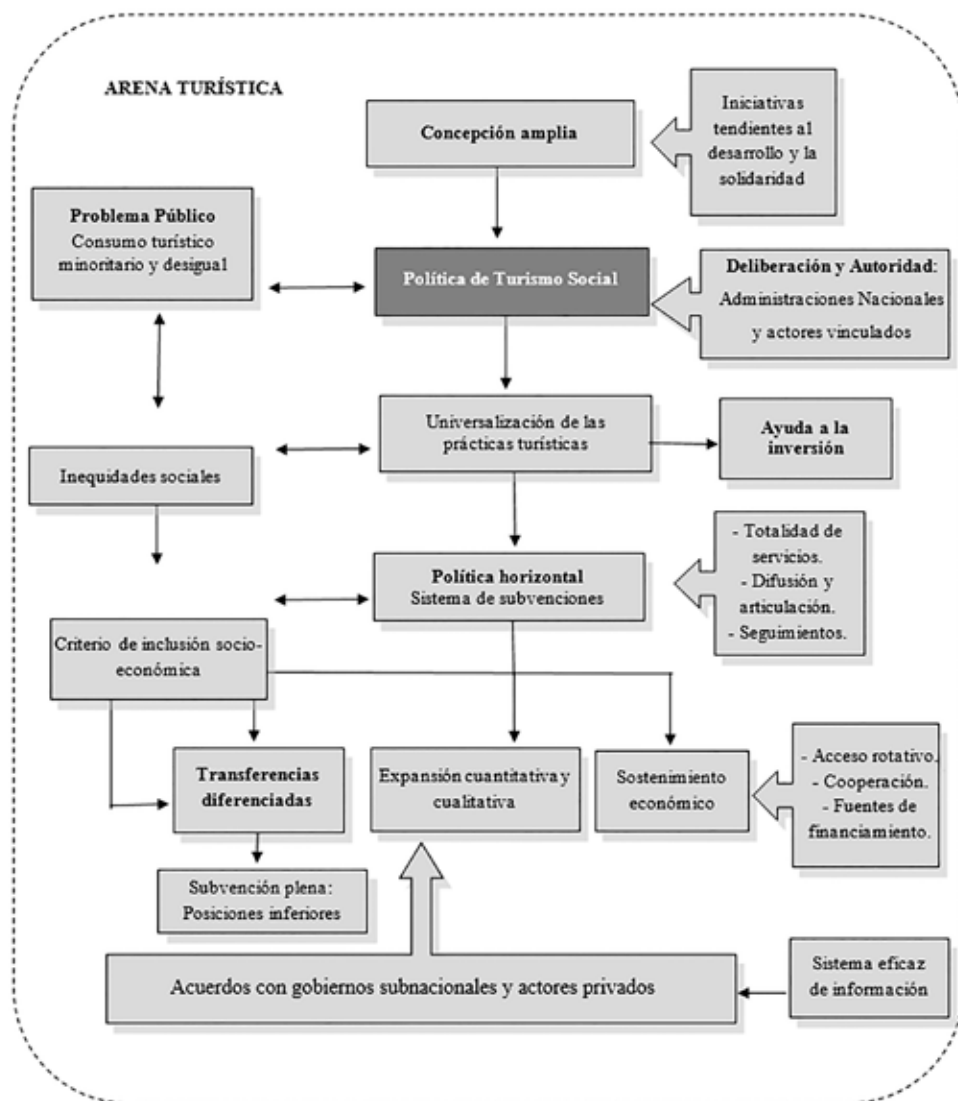 ARENA TURÍSTICA
Concepción amplia
Iniciativas
tendientes al
desarrollo y la
solidaridad
Problema Público
Consumo turístico
minoritario y desigual
Política de Turismo Social
Deliberación y Autoridad:
Administraciones Nacionales
y actores vinculados
Universalización de las
prácticas turísticas
Ayuda a la
inversión
Inequidades sociales
Política horizontal
Sistema de subvenciones
- Totalidad de
servicios.
- Difusión y
articulación.
- Seguimientos.
Criterio de inclusión socio-
económica
Transferencias
diferenciadas
Expansión cuantitativa y
cualitativa
Sostenimiento
económico
- Acceso rotativo.
- Cooperación.
- Fuentes de
financiamiento.
Subvención plena:
Posiciones inferiores
Acuerdos con gobiernos subnacionales y actores privados
Sistema eficaz
de información